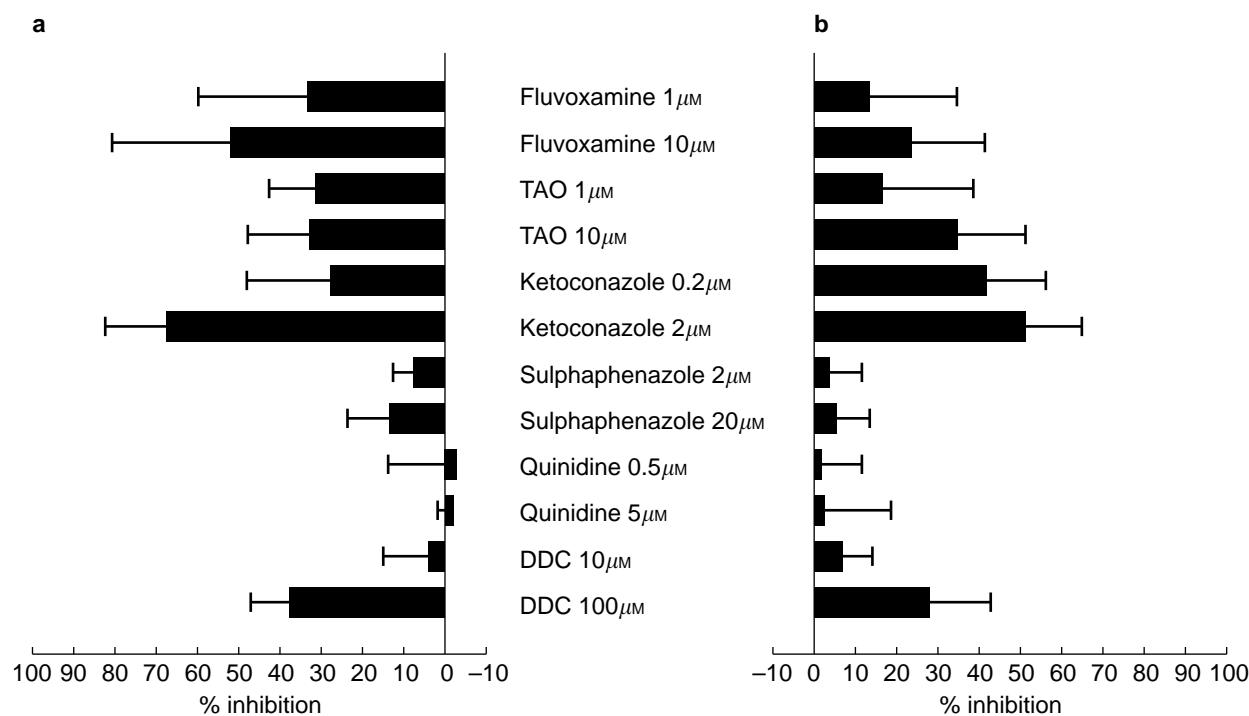 a
b
Fluvoxamine 1μM
Fluvoxamine 10μM
TAO 1μM
TAO 10μM
Ketoconazole 0.2μM
Ketoconazole 2μM
Sulphaphenazole 2μM
Sulphaphenazole 20μM
Quinidine 0.5μM
Quinidine 5μM
DDC 10μM
DDC 100μM
100 90 80 70 60 50 40 30 20 10 0 –10
–10 0 10 20 30 40 50 60 70 80 90 100
% inhibition
% inhibition